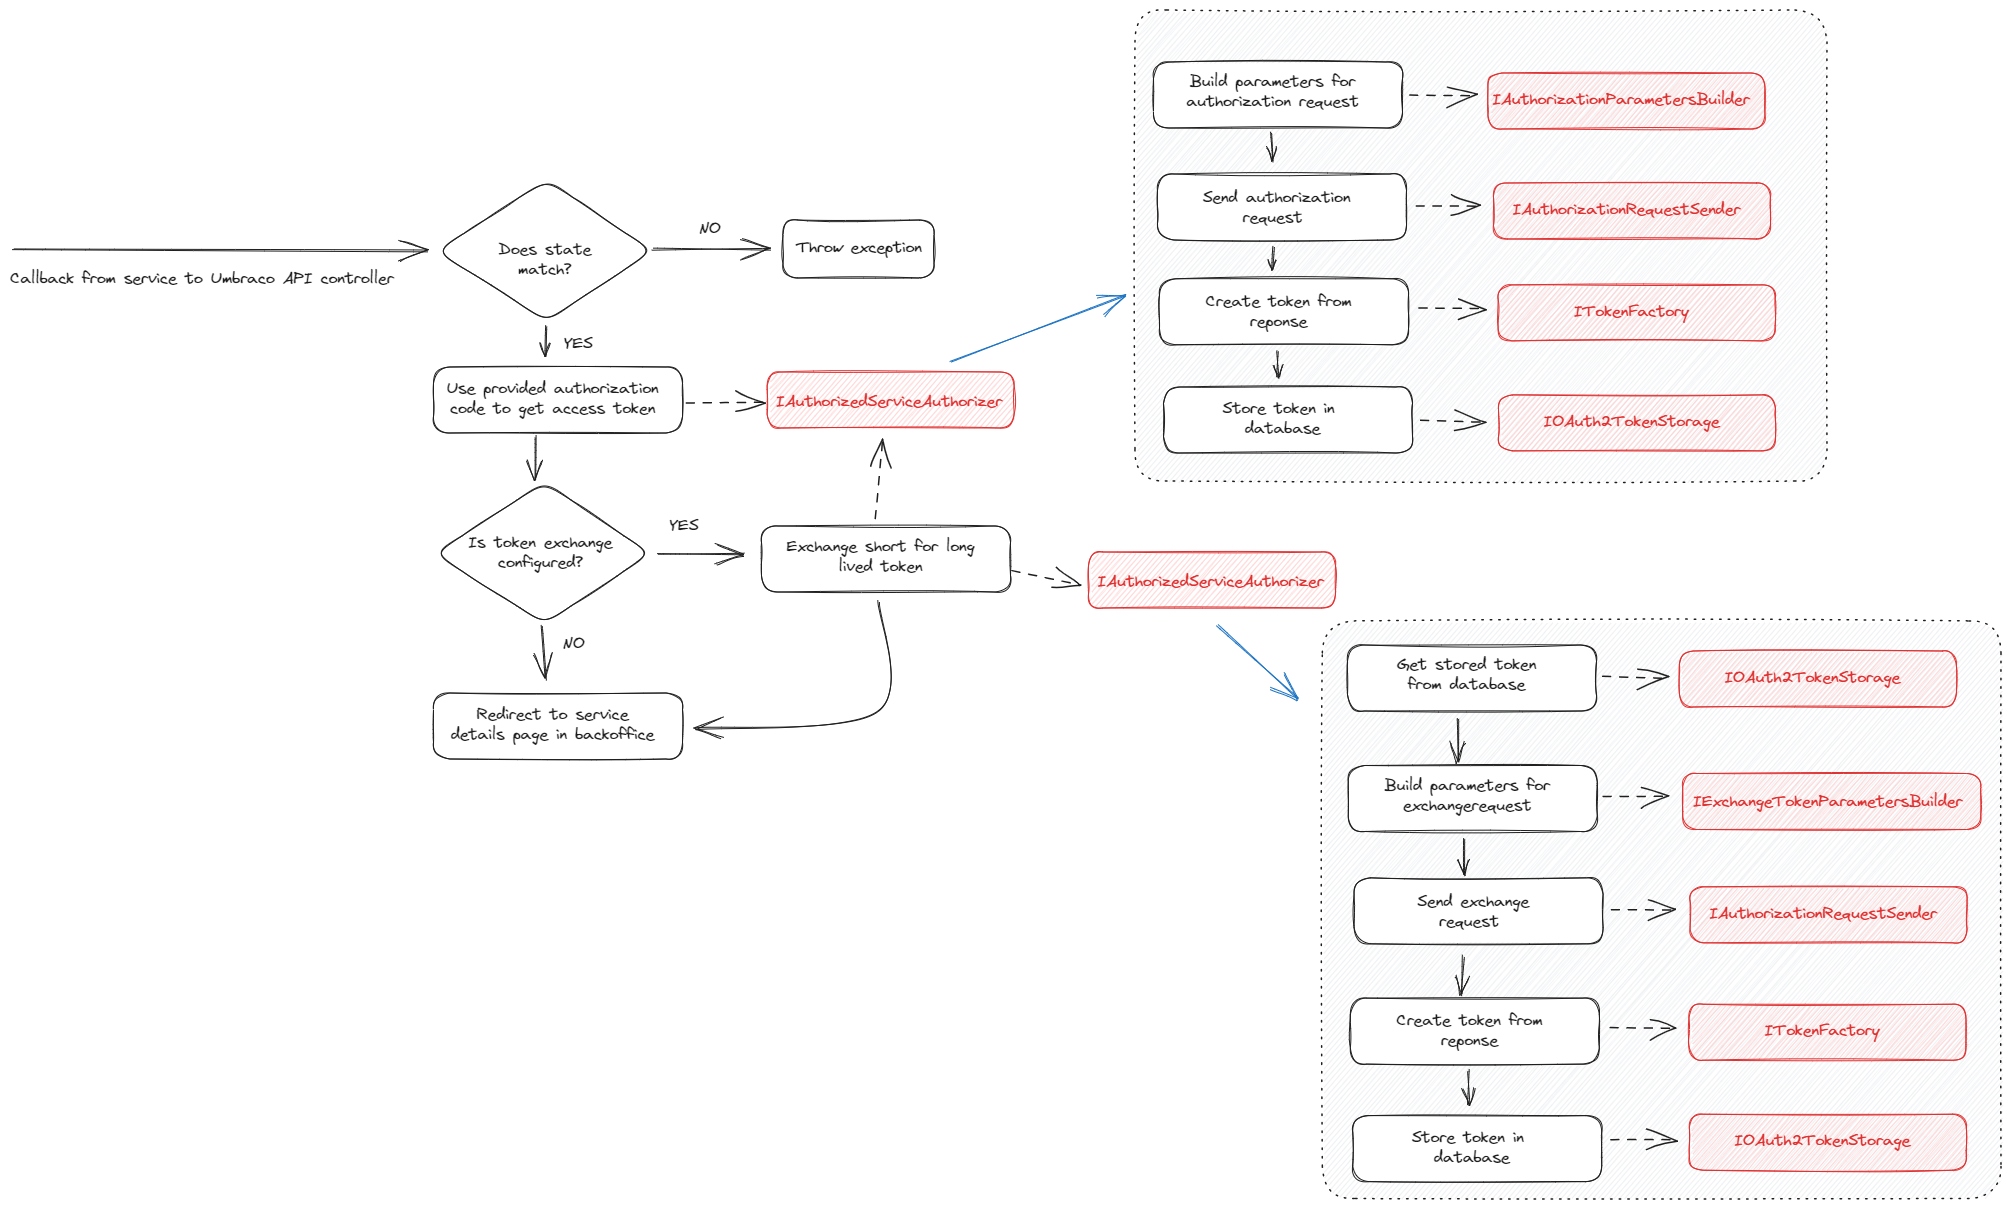 Callback from service to Umbraco API controller
Does state
match?
NO
Throw exception
YES
Use provided authorization
code to get access token
IAuthorizedServiceAuthorizer
Is token exchange
configured?
YES
Exchange short for long
lived token
IAuthorizedServiceAuthorizer
NO
Redirect to service
details page in backoffice
Build parameters for
authorization request
IAuthorizationParametersBuilder
Send authorization
request
IAuthorizationRequestSender
Create token from
reponse
ITokenFactory
Store token in
database
IOAuth2TokenStorage
Get stored token
from database
IOAuth2TokenStorage
Build parameters for
exchangerequest
IExchangeTokenParametersBuilder
Send exchange
request
IAuthorizationRequestSender
Create token from
reponse
ITokenFactory
Store token in
database
IOAuth2TokenStorage